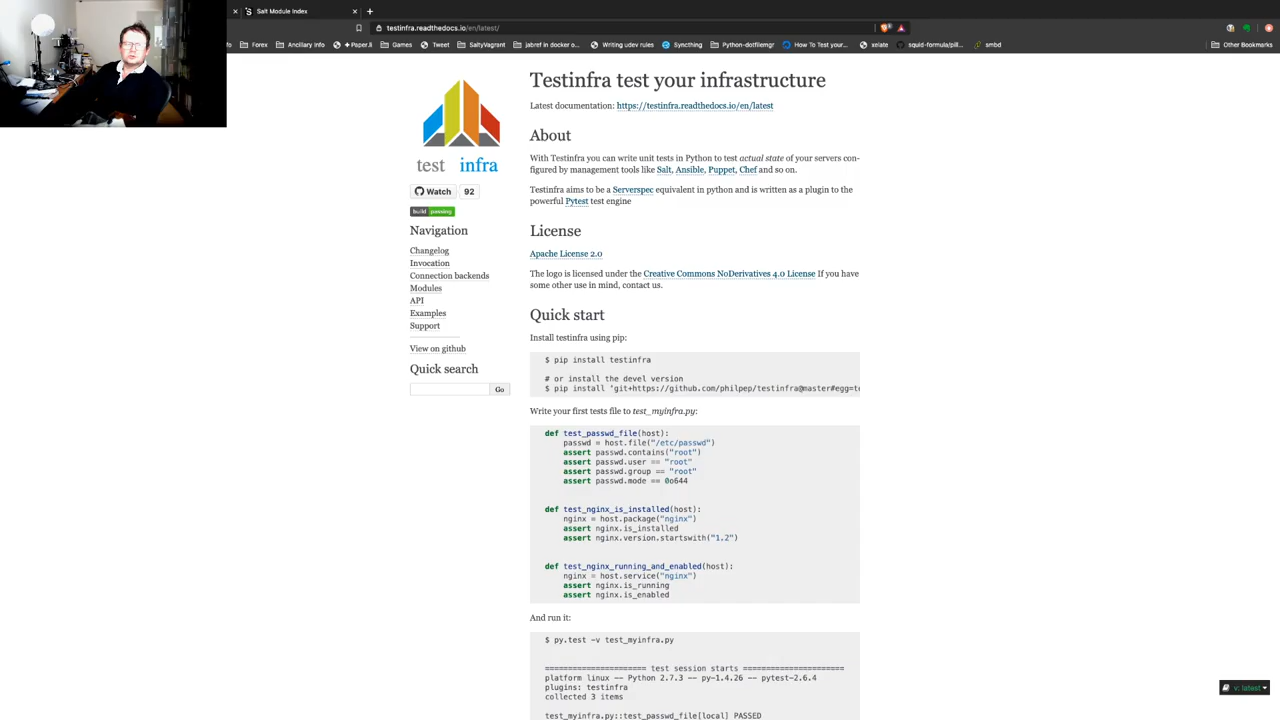 Salt Module Index
testinfra.readthedocs.io/en/latest/
Forex
Ancillary Info
+ Paper.li
Games
Tweet
SaltyVagrant
jabref in docker o...
Writing udev rules
Syncthing
Python-dotfilemgr
How To Test your...
xelate
squid-formula/pill...
smbd
Other Bookmarks
test infra
Watch 92
build passing
Navigation
Changelog
Invocation
Connection backends
Modules
API
Examples
Support
View on github
Quick search
Go
Testinfra test your infrastructure
Latest documentation: https://testinfra.readthedocs.io/en/latest
About
With Testinfra you can write unit tests in Python to test actual state of your servers con-
figured by management tools like Salt, Ansible, Puppet, Chef and so on.
Testinfra aims to be a Serverspec equivalent in python and is written as a plugin to the
powerful Pytest test engine
License
Apache License 2.0
The logo is licensed under the Creative Commons NoDerivatives 4.0 License If you have
some other use in mind, contact us.
Quick start
Install testinfra using pip:
$ pip install testinfra
# or install the devel version
$ pip install 'git+https://github.com/philpep/testinfra@master#egg=te
Write your first tests file to test_myinfra.py:
def test_passwd_file(host):
passwd = host.file("/etc/passwd")
assert passwd.contains("root")
assert passwd.user == "root"
assert passwd.group == "root"
assert passwd.mode == 0o644
def test_nginx_is_installed(host):
nginx = host.package("nginx")
assert nginx.is_installed
assert nginx.version.startswith("1.2")
def test_nginx_running_and_enabled(host):
nginx = host.service("nginx")
assert nginx.is_running
assert nginx.is_enabled
And run it:
$ py.test -v test_myinfra.py
====================== test session starts ======================
platform linux -- Python 2.7.3 -- py-1.4.26 -- pytest-2.6.4
plugins: testinfra
collected 3 items
test_myinfra.py::test_passwd_file[local] PASSED
v: latest